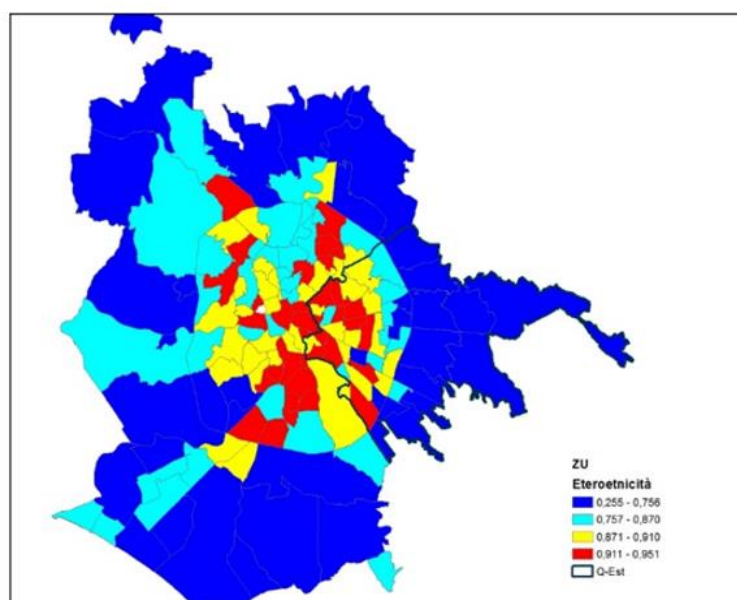 ZU
Eteroetnicità
0,255 - 0,756
0,757 - 0,870
0,871 - 0,910
0,911 - 0,951
Q-Est